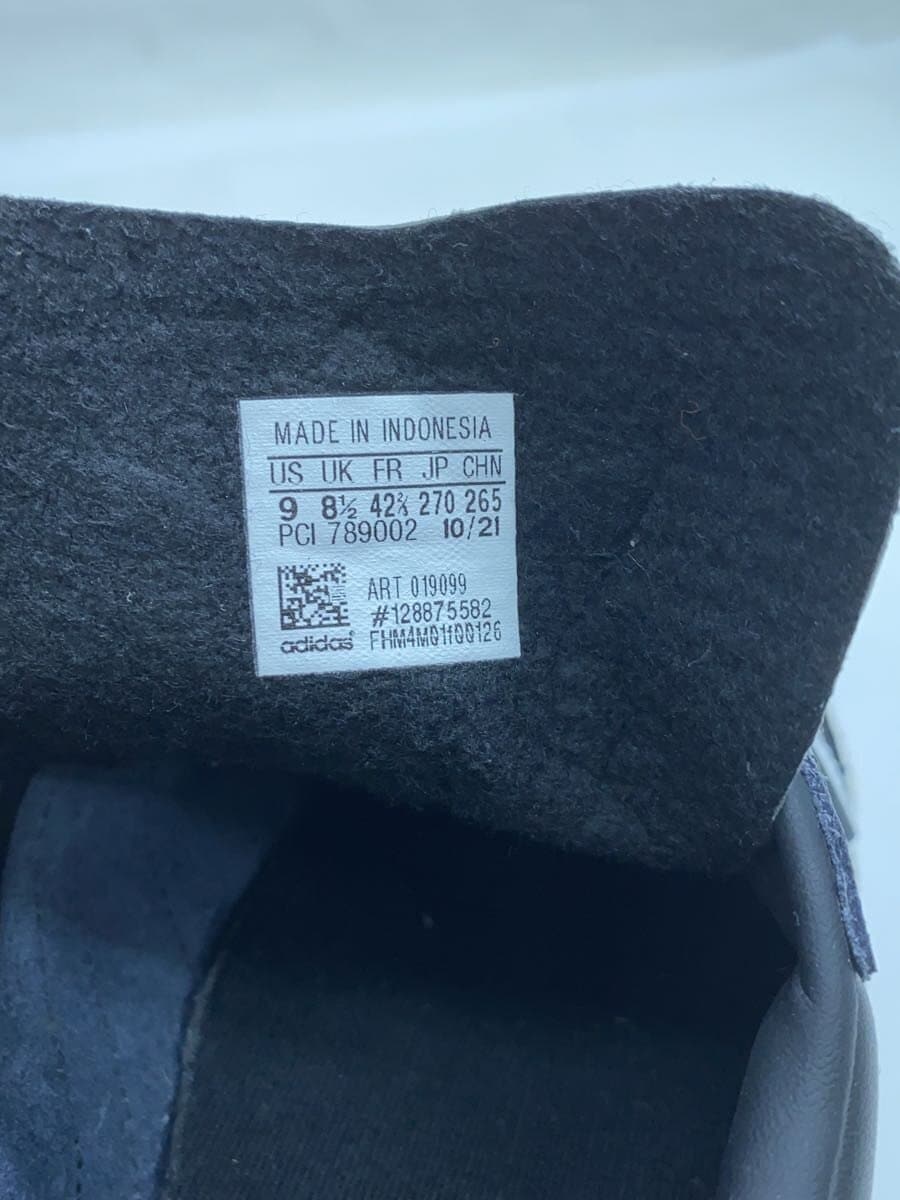 MADE IN INDONESIA
US UK FR JP CHN
9 8½ 42⅔ 270 265
PCI 789002 10/21
ART 019099
#128875582
adidas FHM4M01f00126